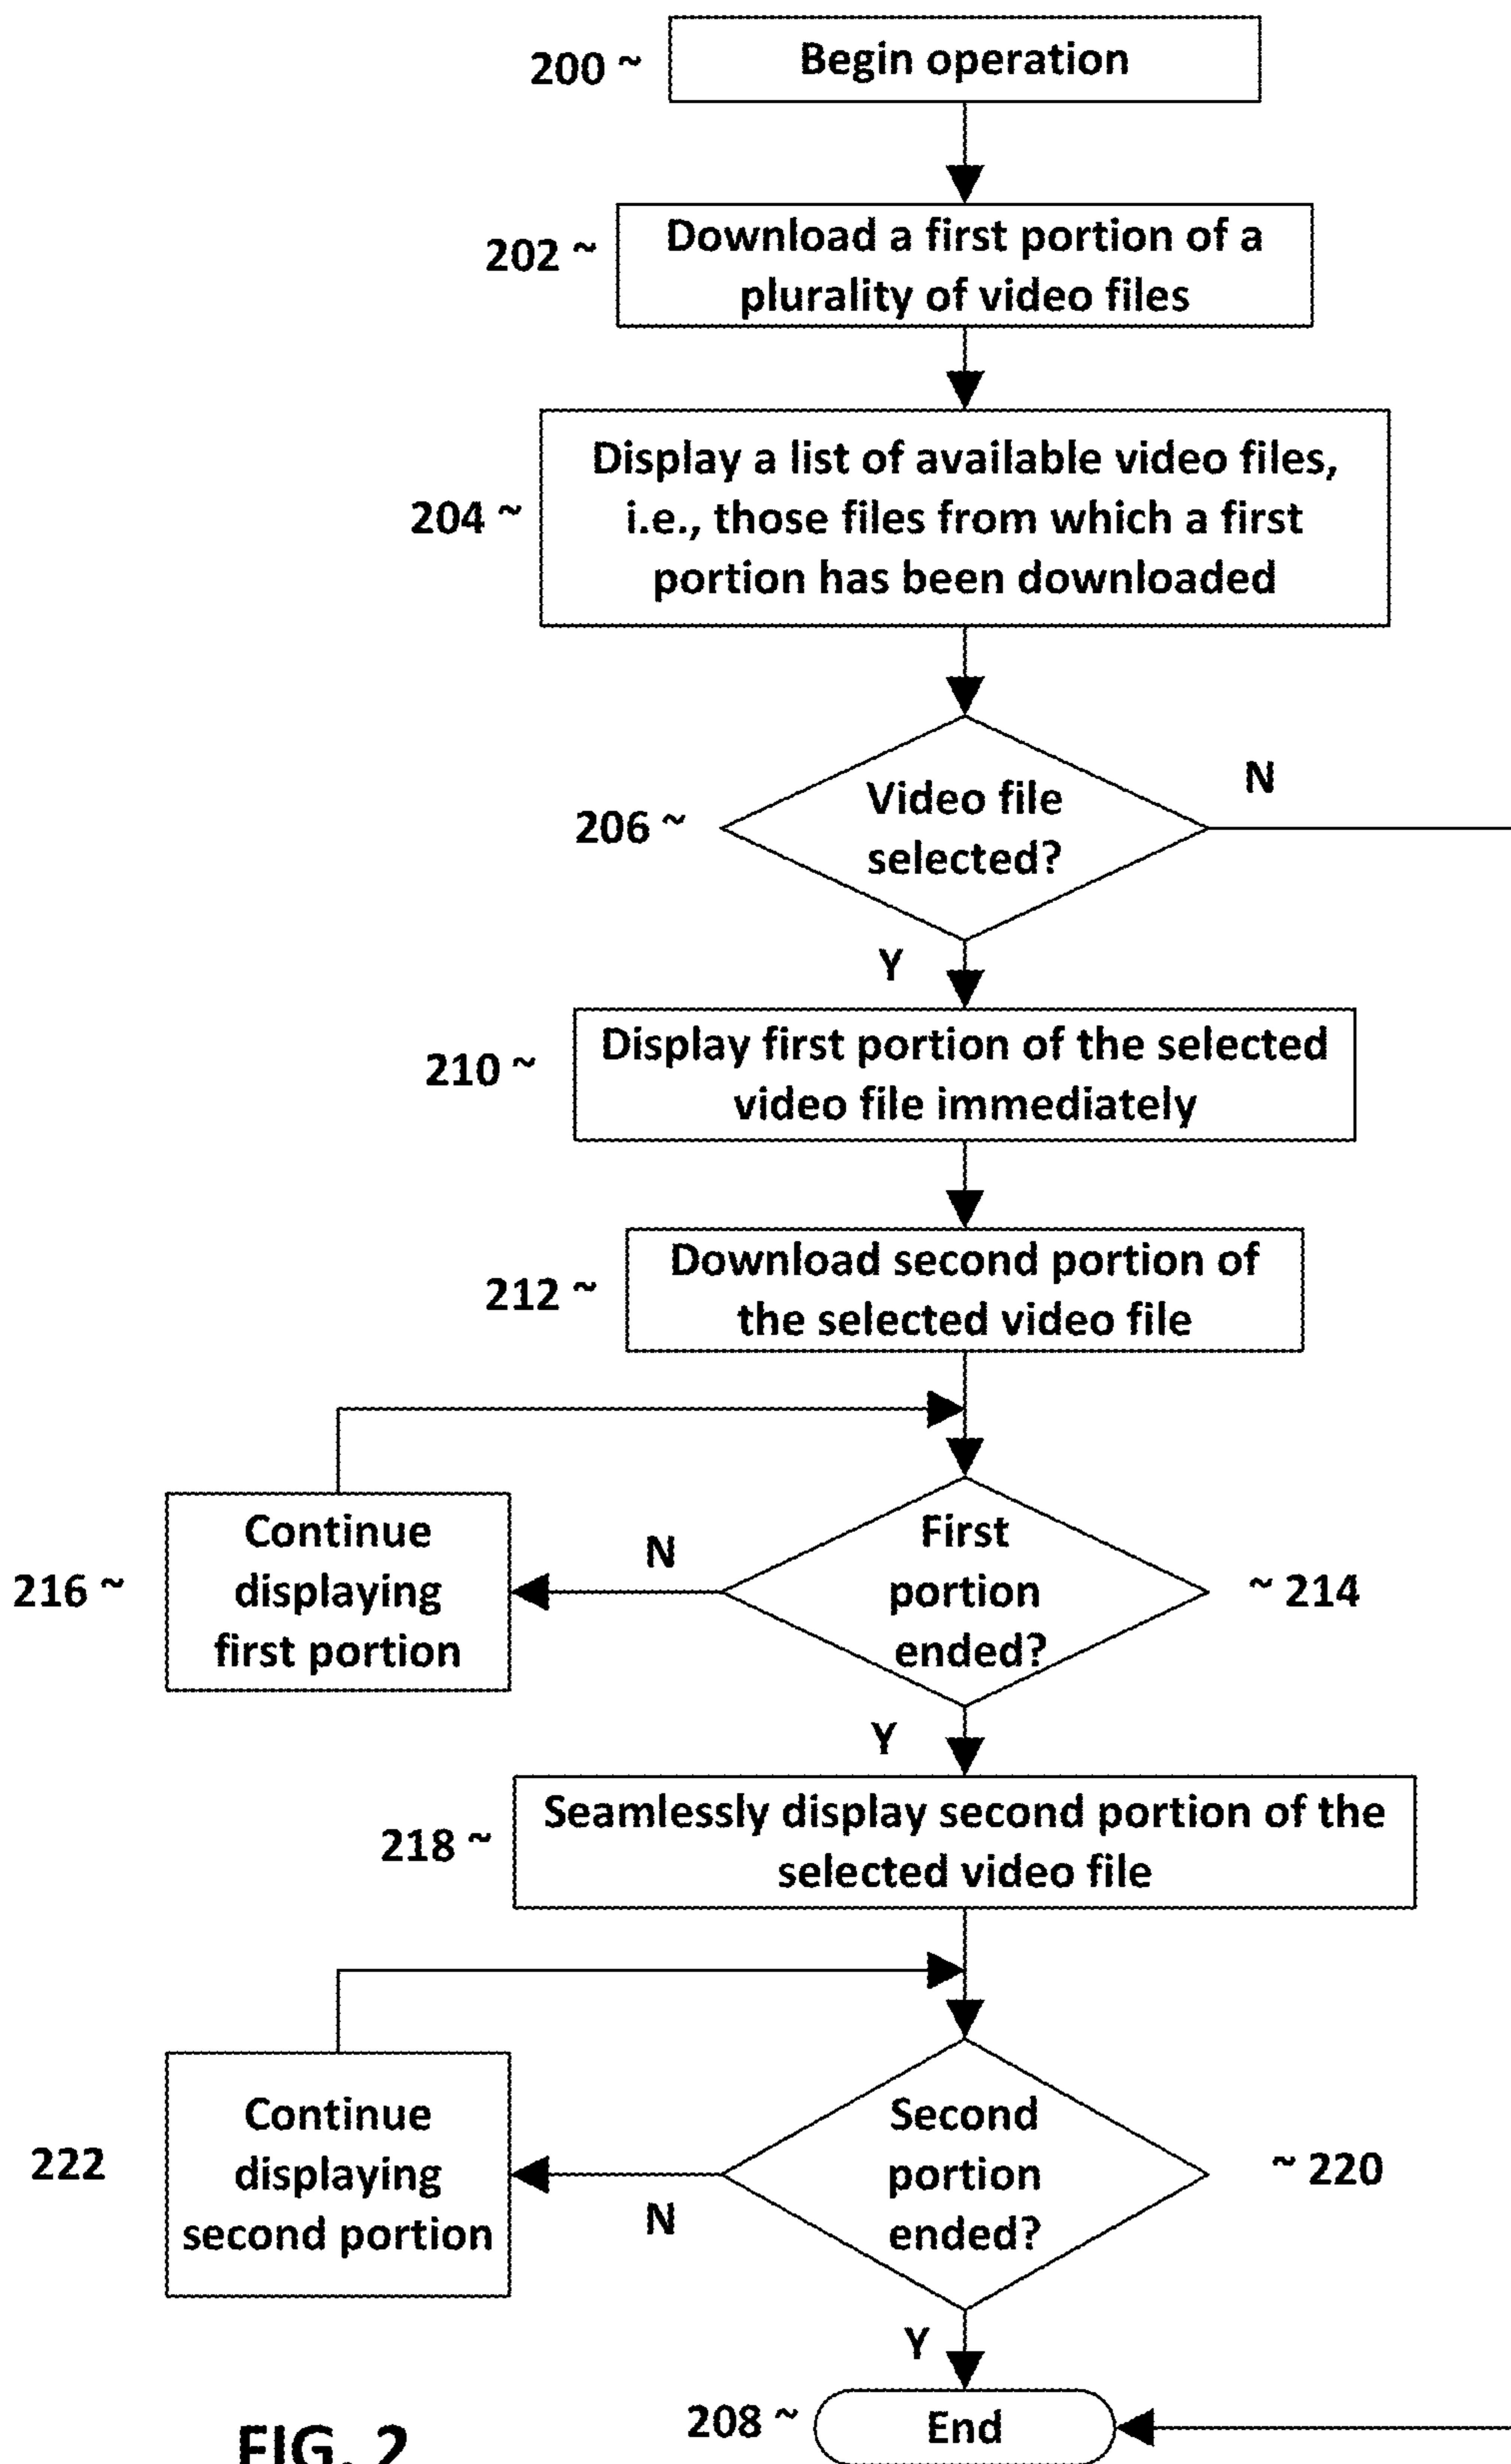 200 ~
Begin operation
202 ~
Download a first portion of a
plurality of video files
204 ~
Display a list of available video files,
i.e., those files from which a first
portion has been downloaded
206 ~
Video file
selected?
N
Y
210 ~
Display first portion of the selected
video file immediately
212 ~
Download second portion of
the selected video file
216 ~
Continue
displaying
first portion
N
First
portion
ended?
~ 214
Y
218 ~
Seamlessly display second portion of the
selected video file
222
Continue
displaying
second portion
N
Second
portion
ended?
~ 220
Y
208 ~
End
FIG. 2